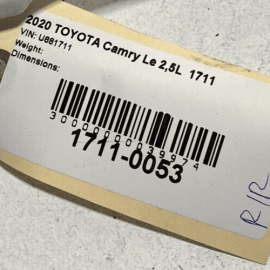 2020 TOYOTA Camry Le 2,5L 1711
VIN: U881711
Weight:
Dimensions:
3000000039974
1711-0053
R/R